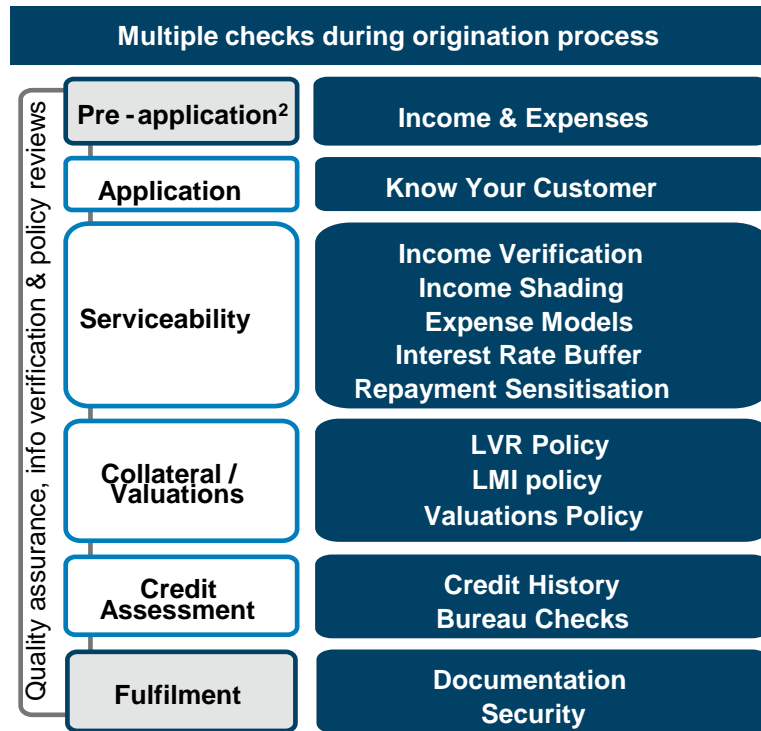 Multiple checks during origination process
Quality assurance, info verification & policy reviews
Pre - application²
Income & Expenses
Application
Know Your Customer
Serviceability
Income Verification
Income Shading
Expense Models
Interest Rate Buffer
Repayment Sensitisation
Collateral /
Valuations
LVR Policy
LMI policy
Valuations Policy
Credit
Assessment
Credit History
Bureau Checks
Fulfilment
Documentation
Security